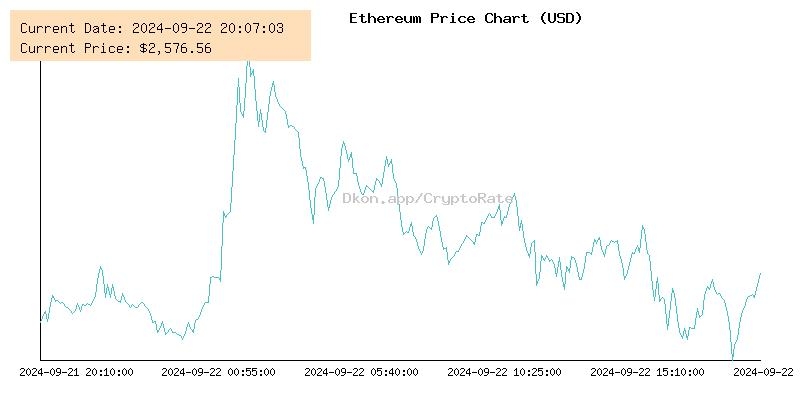 Ethereum Price Chart (USD)
Current Date: 2024-09-22 20:07:03
Current Price: $2,576.56
Dkon.app/CryptoRate
2024-09-21 20:10:00
2024-09-22 00:55:00
2024-09-22 05:40:00
2024-09-22 10:25:00
2024-09-22 15:10:00
2024-09-22